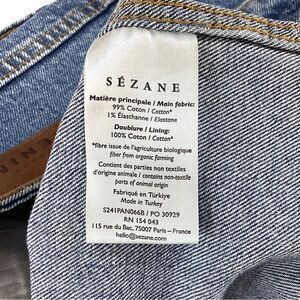 SÉZANE
Matière principale / Main fabric:
99% Coton / Cotton*
1% Élasthanne / Elastane
Doublure / Lining:
100% Coton / Cotton*
*fibre issue de l'agriculture biologique
fiber from organic farming
Contient des parties non textiles
d'origine animale / contains non-textile
parts of animal origin
Fabriqué en Türkiye
Made in Turkey
S241PAN066B / PO 30929
RN 154 043
115 rue du Bac, 75007 Paris – France
hello@sezane.com